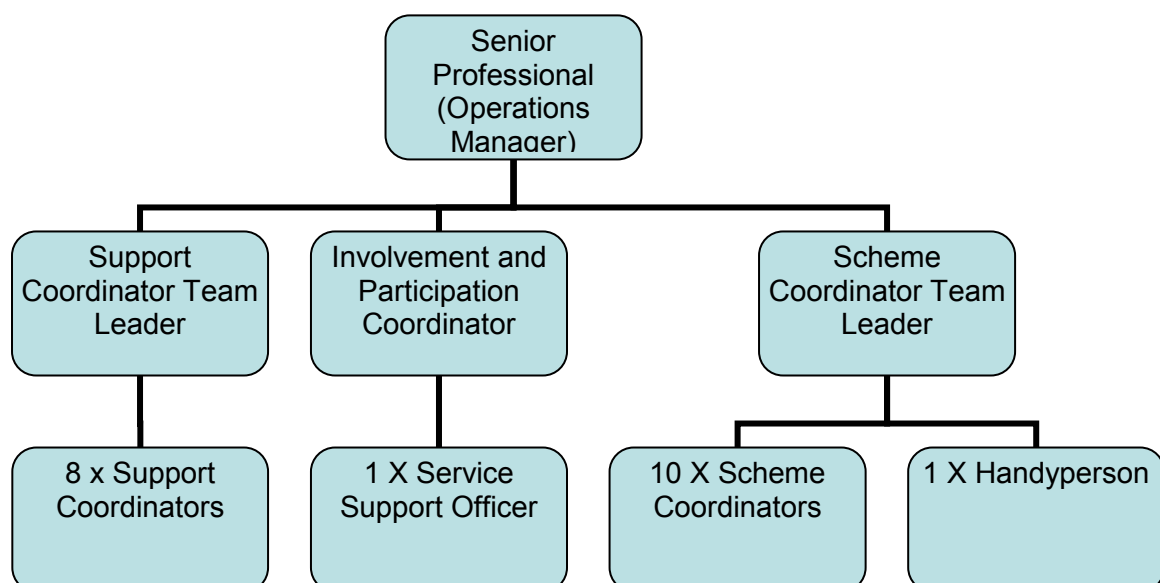 Senior
Professional
(Operations
Manager)
Support
Coordinator Team
Leader
Involvement and
Participation
Coordinator
Scheme
Coordinator Team
Leader
8 x Support
Coordinators
1 X Service
Support Officer
10 X Scheme
Coordinators
1 X Handyperson